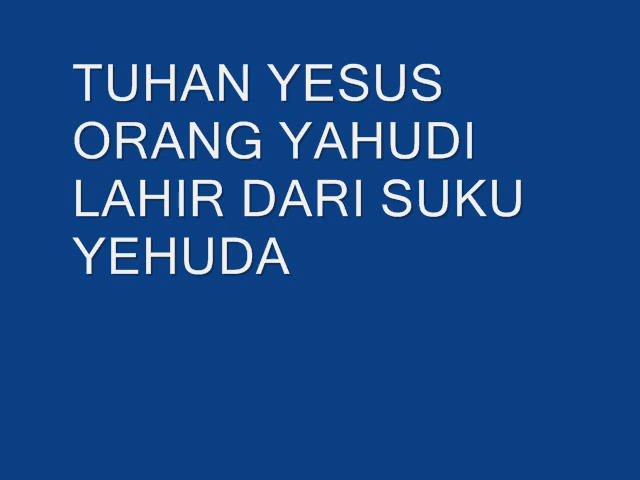 TUHAN YESUS
ORANG YAHUDI
LAHIR DARI SUKU
YEHUDA